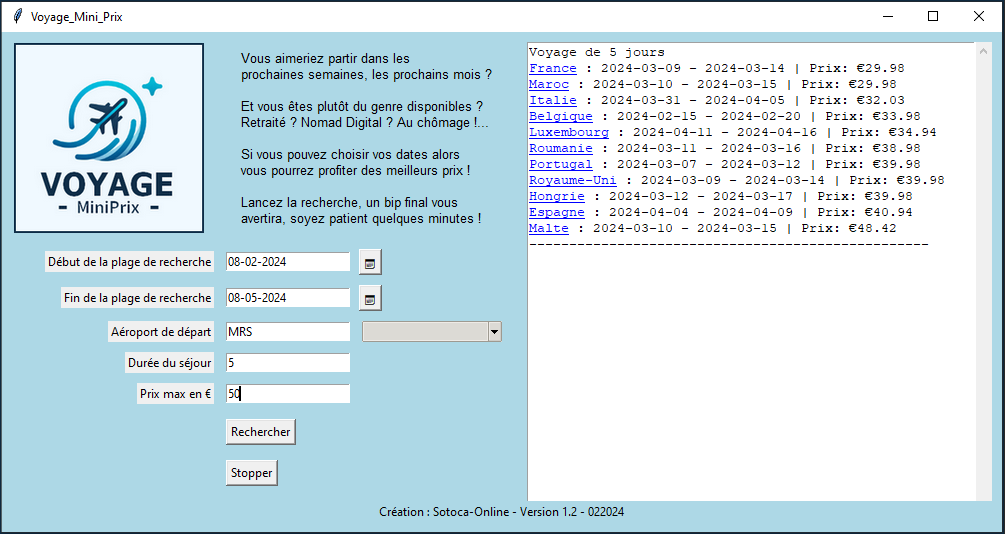 Voyage_Mini_Prix
VOYAGE
- MiniPrix -
Vous aimeriez partir dans les
prochaines semaines, les prochains mois ?
Et vous êtes plutôt du genre disponibles ?
Retraité ? Nomad Digital ? Au chômage !...
Si vous pouvez choisir vos dates alors
vous pourrez profiter des meilleurs prix !
Lancez la recherche, un bip final vous
avertira, soyez patient quelques minutes !
Début de la plage de recherche 08-02-2024
Fin de la plage de recherche 08-05-2024
Aéroport de départ MRS
Durée du séjour 5
Prix max en € 50
Rechercher
Stopper
Voyage de 5 jours
France : 2024-03-09 - 2024-03-14 | Prix: €29.98
Maroc : 2024-03-10 - 2024-03-15 | Prix: €29.98
Italie : 2024-03-31 - 2024-04-05 | Prix: €32.03
Belgique : 2024-02-15 - 2024-02-20 | Prix: €33.98
Luxembourg : 2024-04-11 - 2024-04-16 | Prix: €34.94
Roumanie : 2024-03-11 - 2024-03-16 | Prix: €38.98
Portugal : 2024-03-07 - 2024-03-12 | Prix: €39.98
Royaume-Uni : 2024-03-09 - 2024-03-14 | Prix: €39.98
Hongrie : 2024-03-12 - 2024-03-17 | Prix: €39.98
Espagne : 2024-04-04 - 2024-04-09 | Prix: €40.94
Malte : 2024-03-10 - 2024-03-15 | Prix: €48.42
--------------------------------------------------
Création : Sotoca-Online - Version 1.2 - 022024